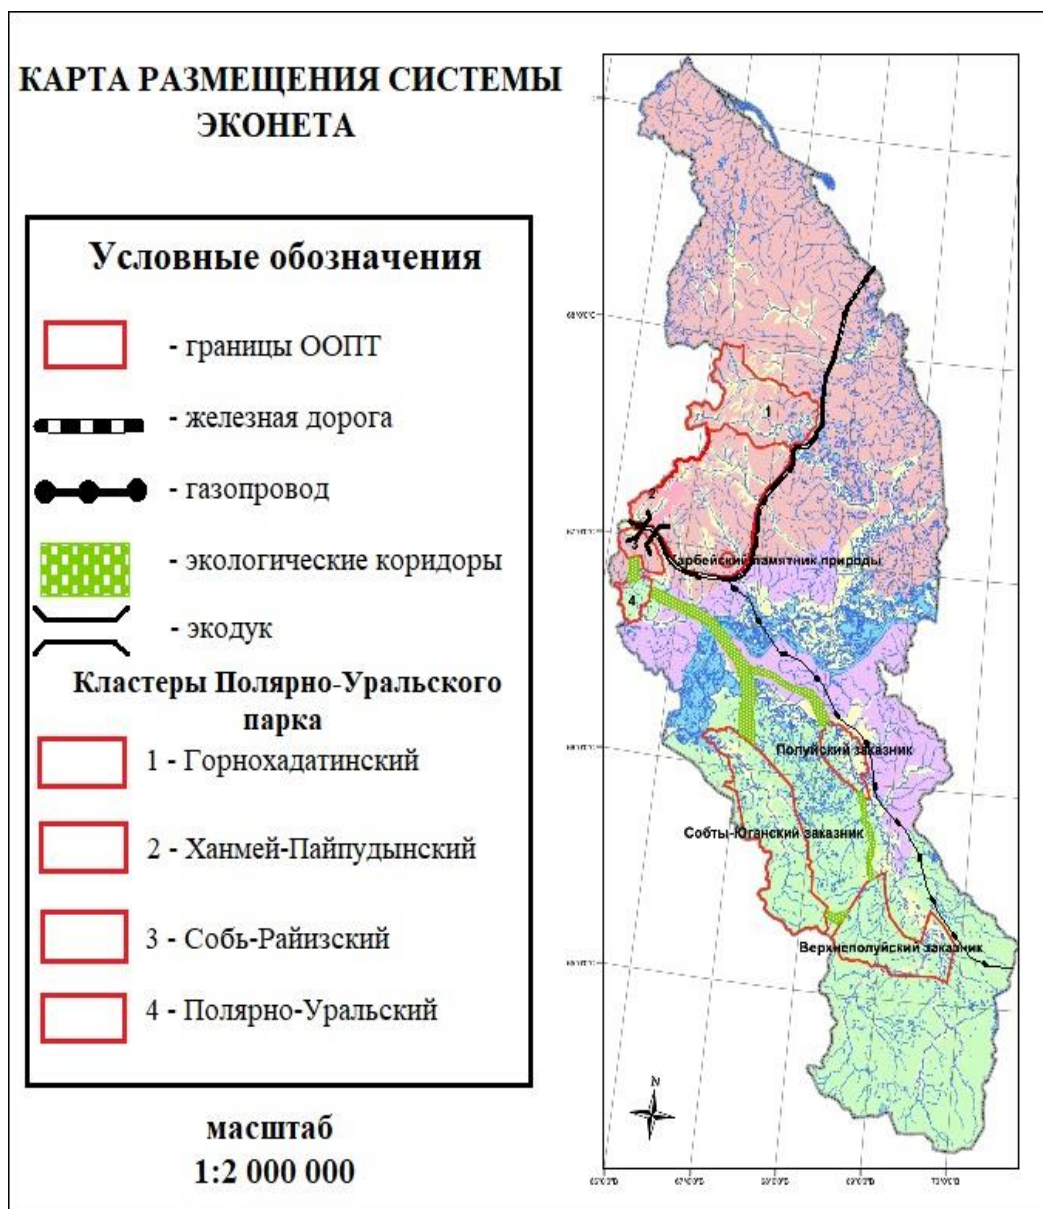 КАРТА РАЗМЕЩЕНИЯ СИСТЕМЫ
ЭКОНЕТА
Условные обозначения
- границы ООПТ
- железная дорога
- газопровод
- экологические коридоры
- экодук
Кластеры Полярно-Уральского
парка
1 - Горнохадатинский
2 - Ханмей-Пайпудынский
3 - Собь-Райизский
4 - Полярно-Уральский
масштаб
1:2 000 000
1
2
3
Харбейский памятник природы
4
Полуйский заказник
Собты-Юганский заказник
Верхнеполуйский заказник
N